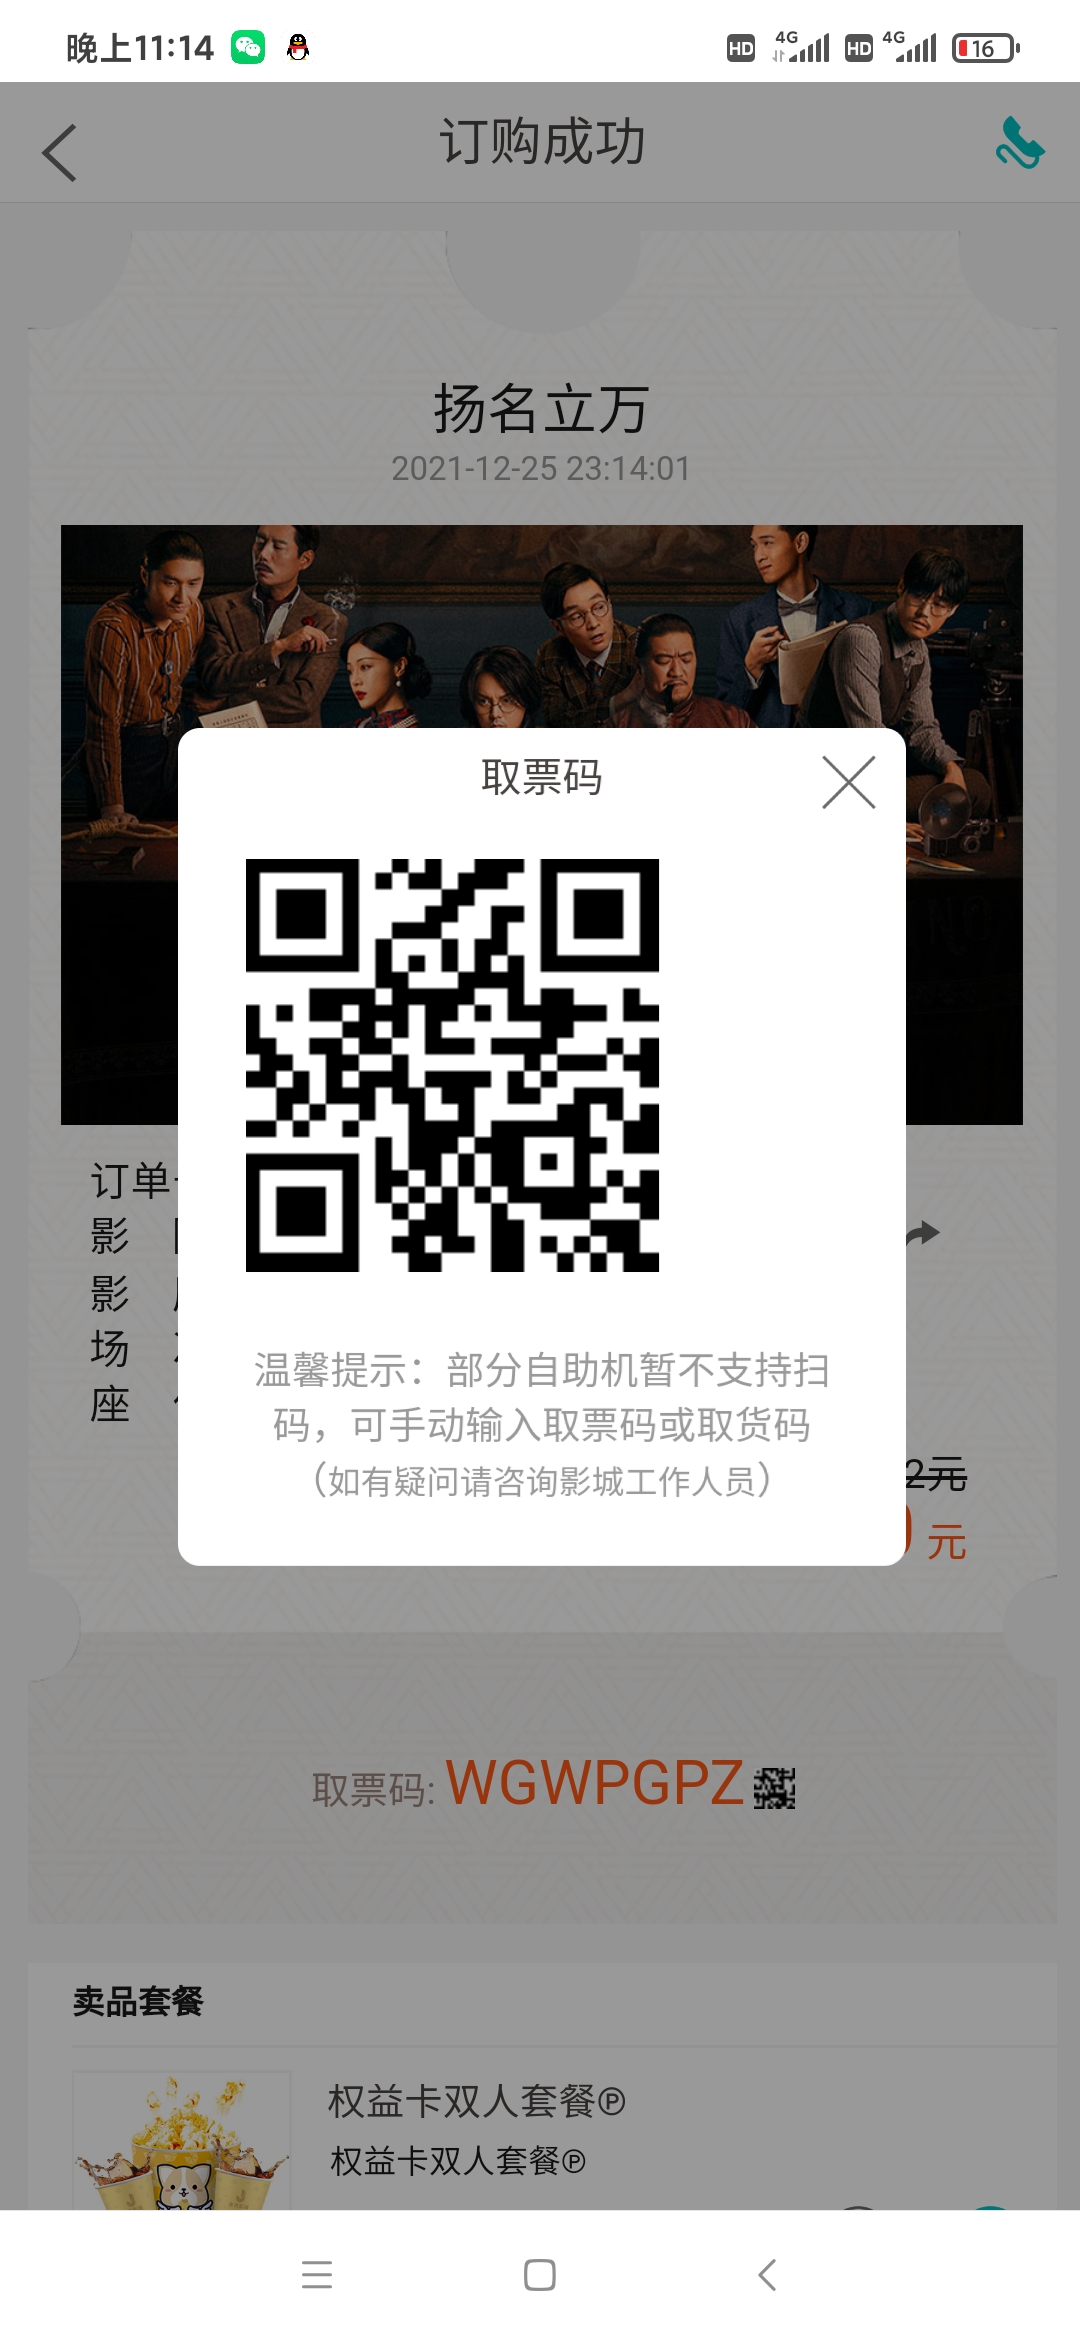 晚上11:14
HD 4G HD 4G 16
订购成功
扬名立万
2021-12-25 23:14:01
取票码
订单
影
影
场
座
温馨提示：部分自助机暂不支持扫
码，可手动输入取票码或取货码
（如有疑问请咨询影城工作人员）
2元
元
取票码: WGWPGPZ
卖品套餐
权益卡双人套餐℗
权益卡双人套餐℗